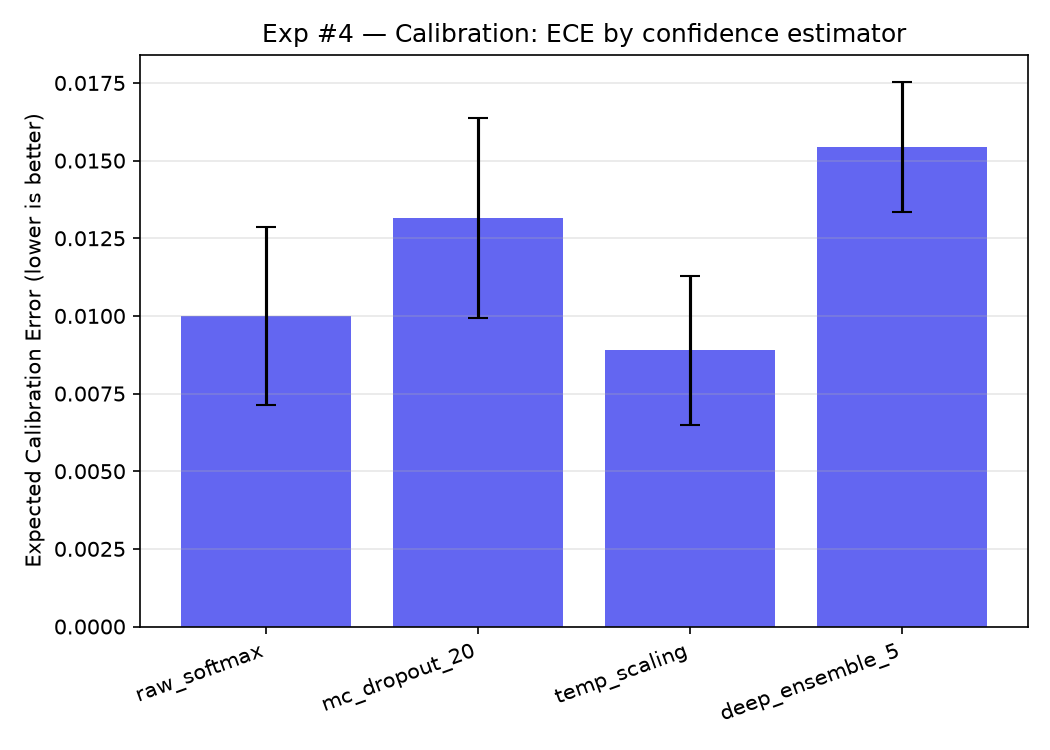 Exp #4 — Calibration: ECE by confidence estimator
Expected Calibration Error (lower is better)
0.0175
0.0150
0.0125
0.0100
0.0075
0.0050
0.0025
0.0000
raw_softmax
mc_dropout_20
temp_scaling
deep_ensemble_5